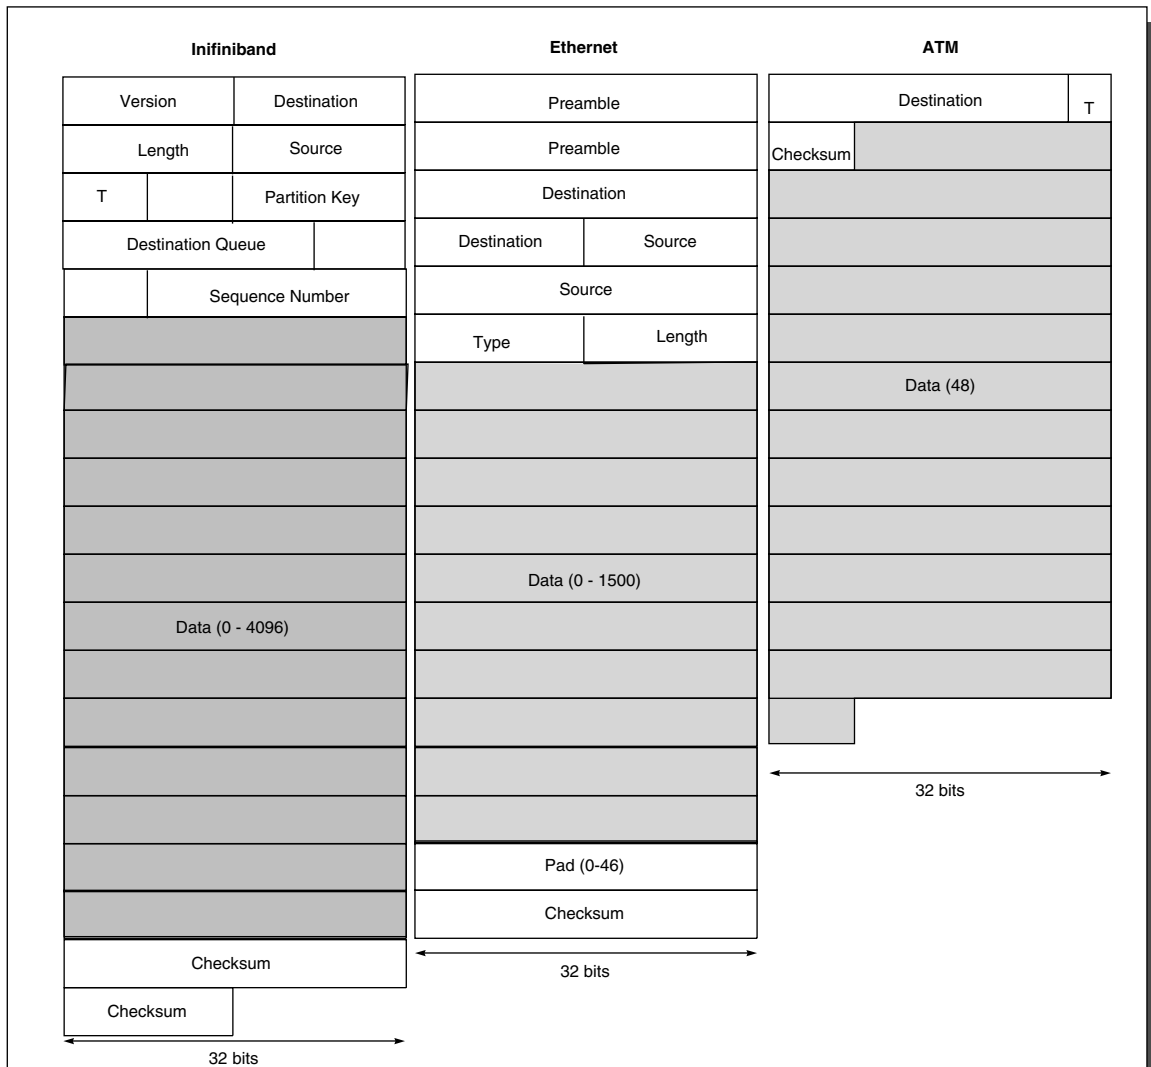 Inifiniband
Version Destination
Length Source
T Partition Key
Destination Queue
Sequence Number
Data (0 - 4096)
Checksum
Checksum
32 bits
Ethernet
Preamble
Preamble
Destination
Destination Source
Source
Type Length
Data (0 - 1500)
Pad (0-46)
Checksum
32 bits
ATM
Destination T
Checksum
Data (48)
32 bits